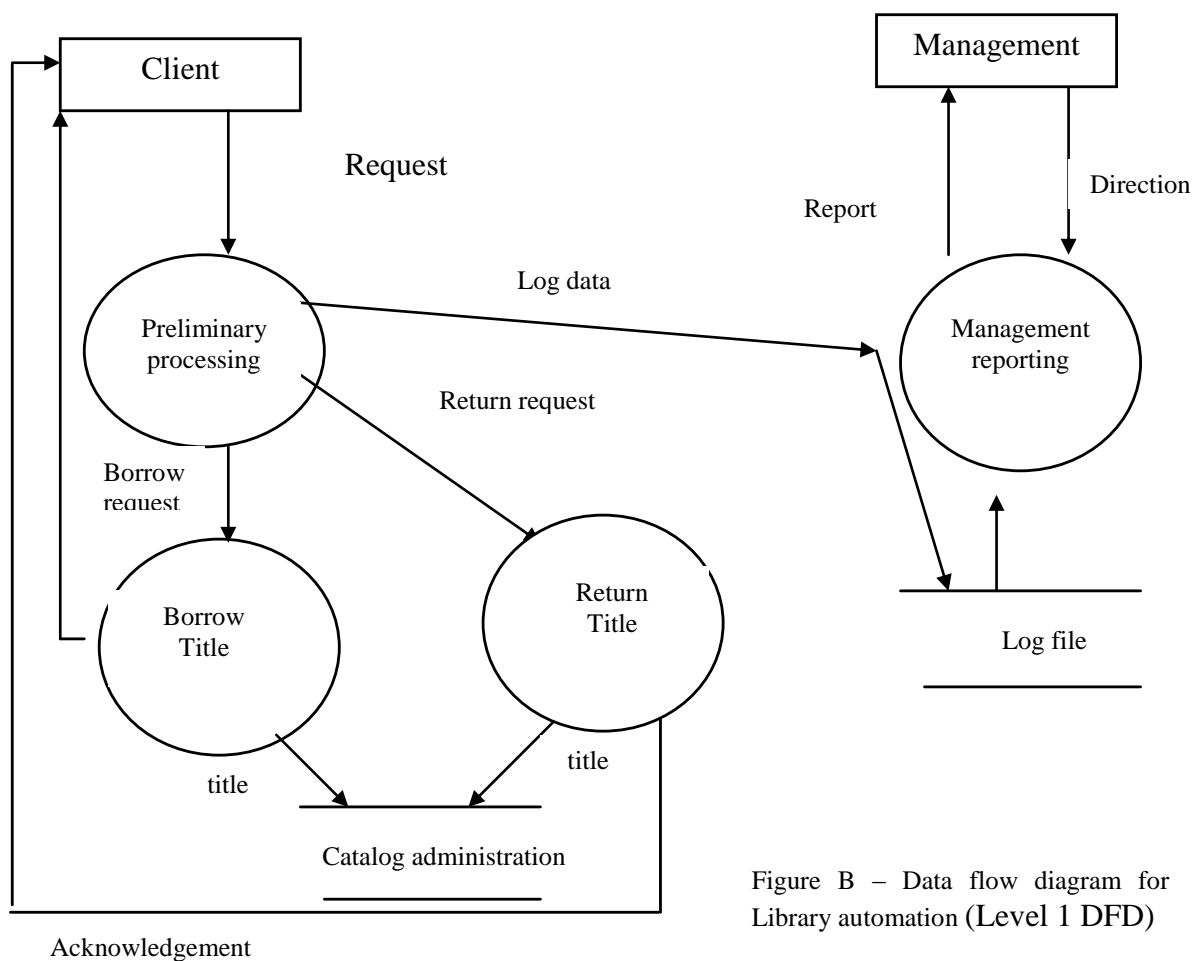 Client
Management
Request
Direction
Report
Log data
Preliminary
processing
Management
reporting
Return request
Borrow
request
Return
Title
Borrow
Title
Log file
title
title
Catalog administration
Figure B – Data flow diagram for
Library automation (Level 1 DFD)
Acknowledgement